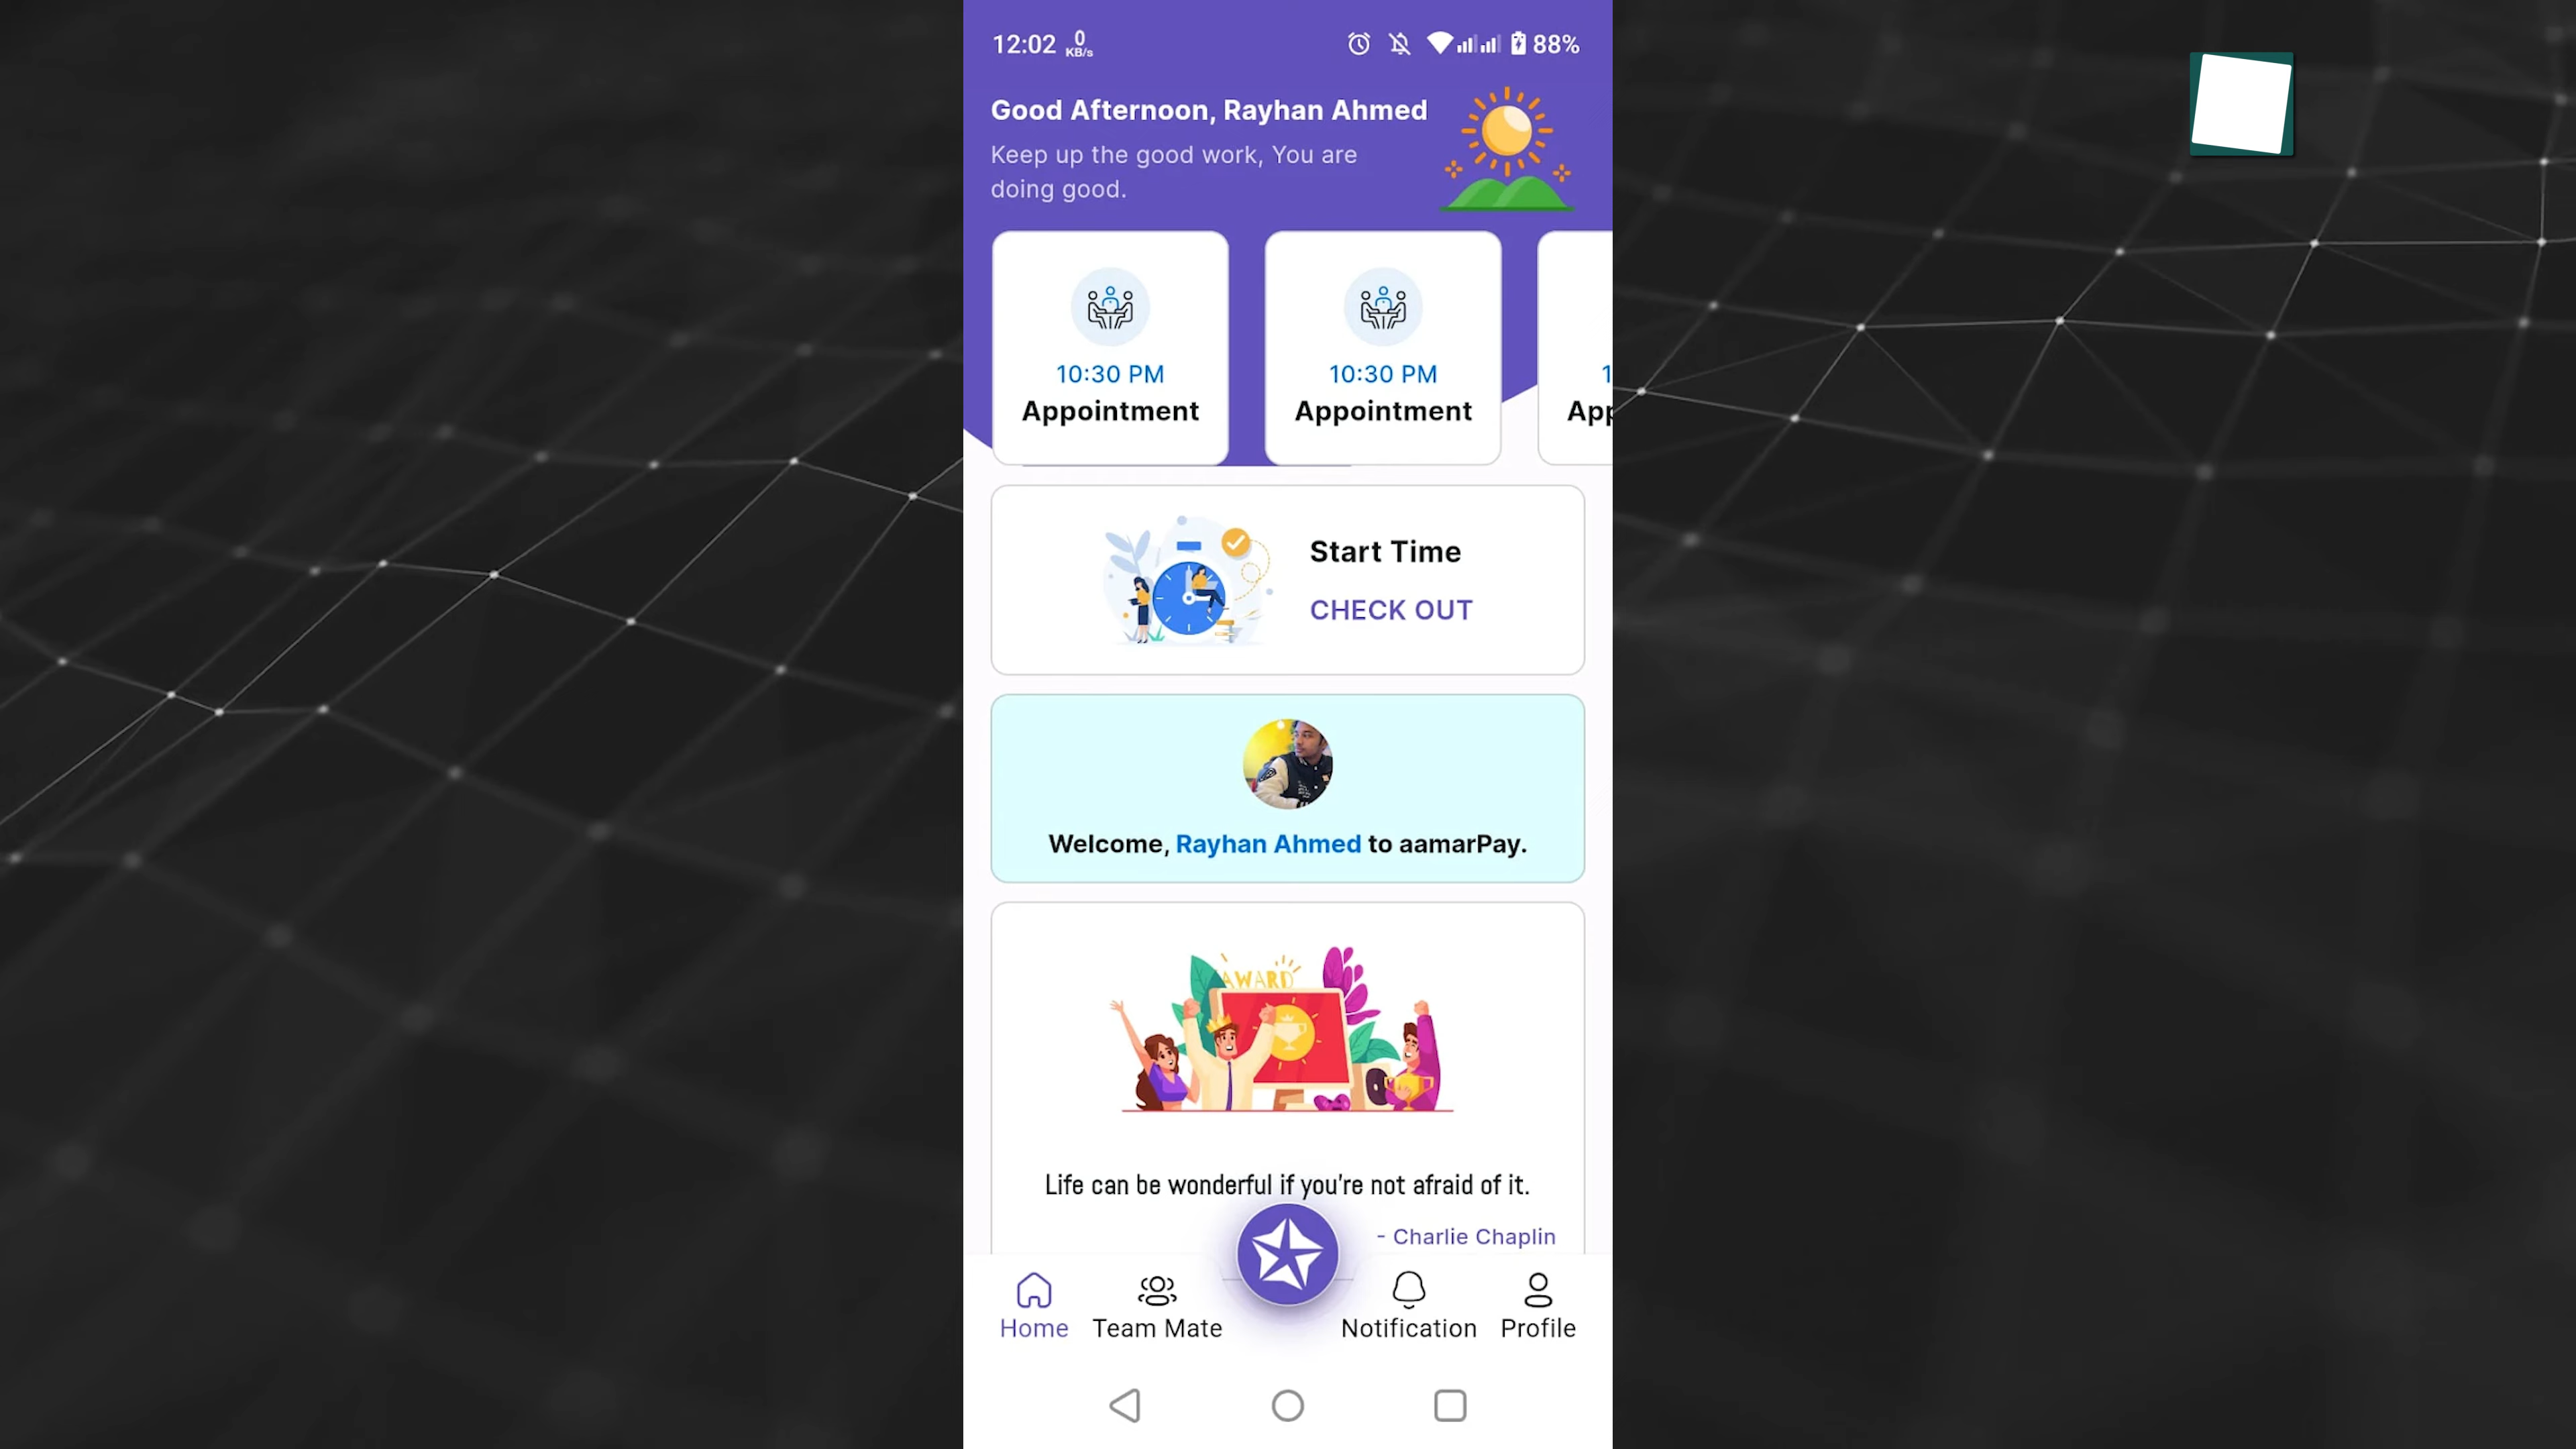 12:02
0
KB/s
88%
Good Afternoon, Rayhan Ahmed
Keep up the good work, You are
doing good.
10:30 PM
Appointment
10:30 PM
Appointment
1
App
Start Time
CHECK OUT
Welcome, Rayhan Ahmed to aamarPay.
AWARD
Life can be wonderful if you're not afraid of it.
- Charlie Chaplin
Home
Team Mate
Notification
Profile